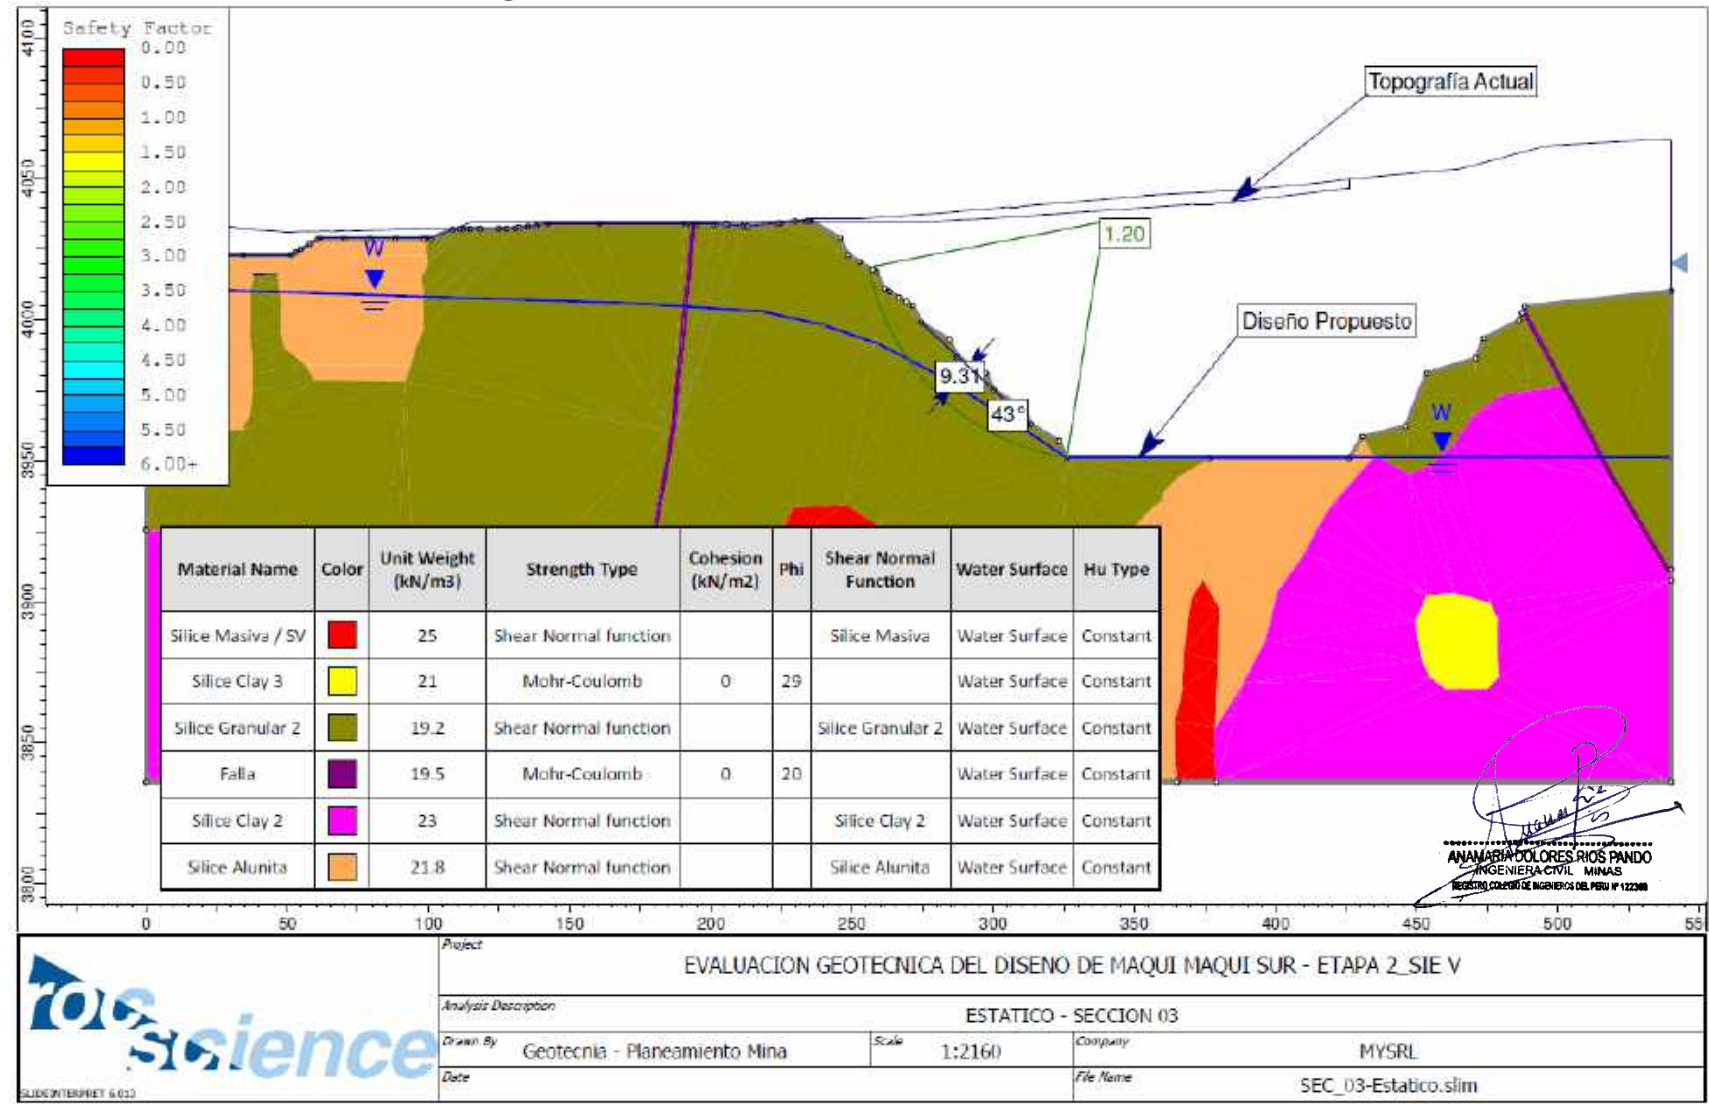 Safety Factor
0.00
0.50
1.00
1.50
2.00
2.50
3.00
3.50
4.00
4.50
5.00
5.50
6.00+
4100
4050
4000
3950
3900
3850
3800
Topografía Actual
1.20
Diseño Propuesto
W
9.31
43°
W
Material Name Color Unit Weight (kN/m3) Strength Type Cohesion (kN/m2) Phi Shear Normal Function Water Surface Hu Type
Silice Masiva / SV 25 Shear Normal function Silice Masiva Water Surface Constant
Silice Clay 3 21 Mohr-Coulomb 0 29 Water Surface Constant
Silice Granular 2 19.2 Shear Normal function Silice Granular 2 Water Surface Constant
Falla 19.5 Mohr-Coulomb 0 20 Water Surface Constant
Silice Clay 2 23 Shear Normal function Silice Clay 2 Water Surface Constant
Silice Alunita 21.8 Shear Normal function Silice Alunita Water Surface Constant
ANAMARIA DOLORES RIOS PANDO
INGENIERA CIVIL MINAS
REGISTRO COLEGIO DE INGENIEROS DEL PERU Nº
0 50 100 150 200 250 300 350 400 450 500 55
rocscience
SLIDEINTERPRET 6.013
Project
EVALUACION GEOTECNICA DEL DISENO DE MAQUI MAQUI SUR - ETAPA 2_SIE V
Analysis Description
ESTATICO - SECCION 03
Drawn By Geotecnia - Planeamiento Mina Scale 1:2160 Company MYSRL
Date File Name SEC_03-Estatico.slim